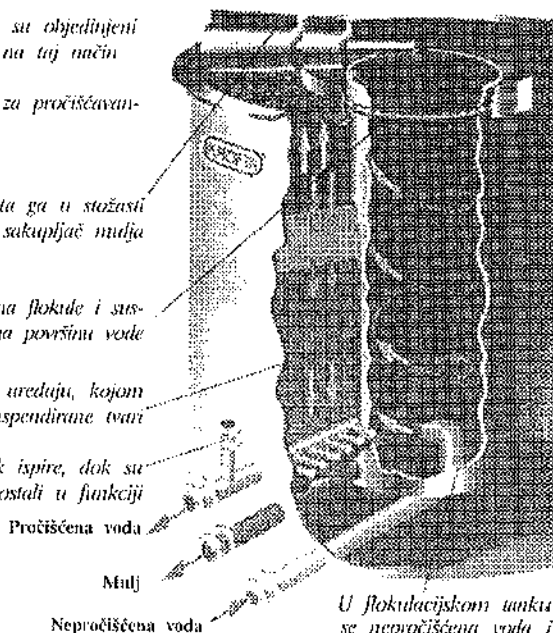 su objedinjeni
na taj način
za pročišćavan-
ta ga u stožasti
sakupljač mulja
na flokule i sus-
na površinu vode
uređaju, kojom
spendirane tvari
k ispire, dok su
ostali u funkciji
Pročišćena voda
Mulj
Nepročišćena voda
U flokulacijskom tanku
se nepročišćena voda i